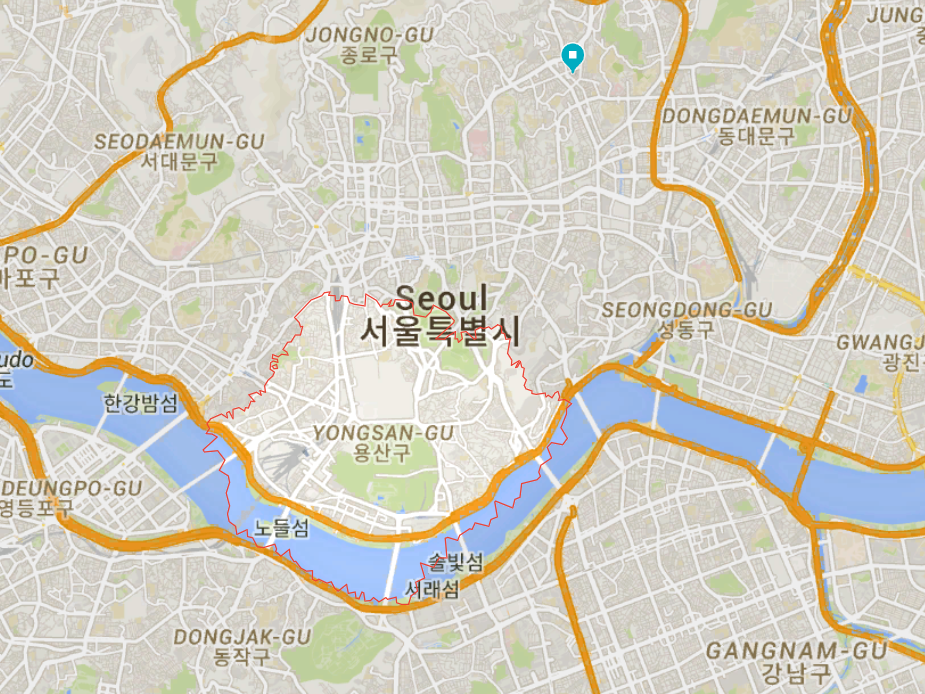 JONGNO-GU
종로구
JUNG
DONGDAEMUN-GU
동대문구
SEODAEMUN-GU
서대문구
PO-GU
마포구
Seoul
서울특별시
SEONGDONG-GU
성동구
GWANGJ
광진
udo
도
한강밤섬
YONGSAN-GU
용산구
DEUNGPO-GU
영등포구
노들섬
솔빛섬
서래섬
DONGJAK-GU
동작구
GANGNAM-GU
강남구